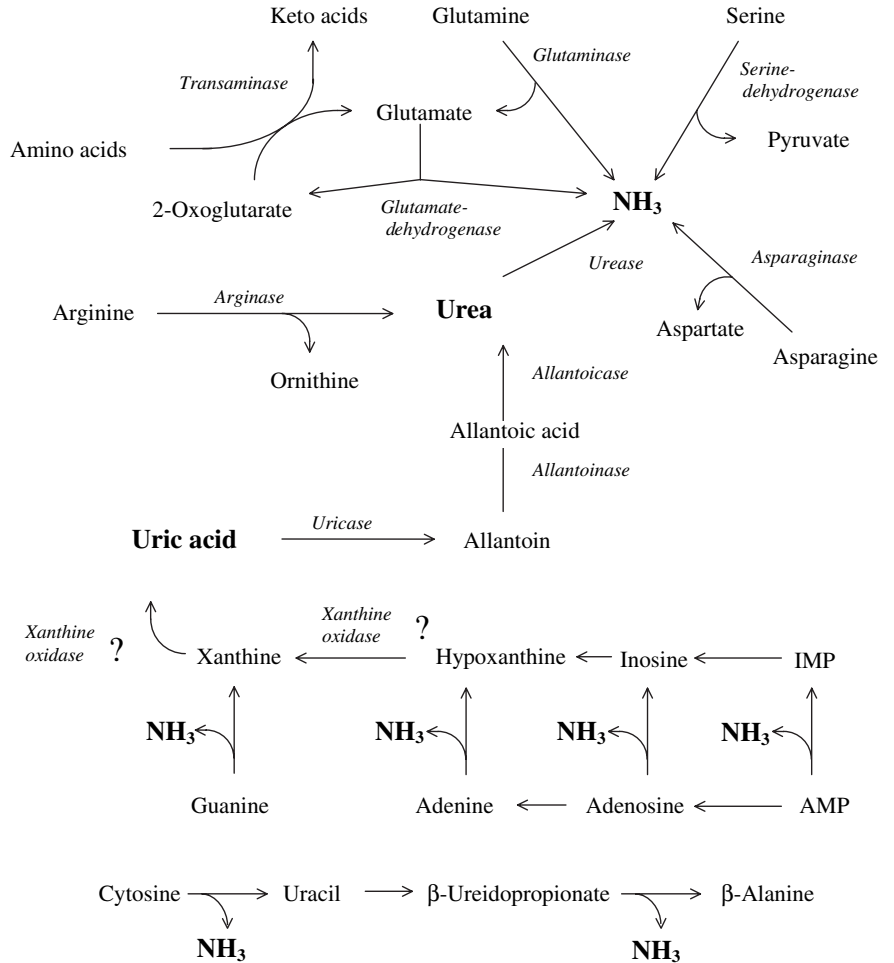 Keto acids Glutamine Serine
Glutaminase
Transaminase
Serine-
dehydrogenase
Glutamate
Pyruvate
Amino acids
2-Oxoglutarate
NH₃
Glutamate-
dehydrogenase
Urease
Asparaginase
Arginase
Arginine
Urea
Aspartate
Asparagine
Ornithine
Allantoicase
Allantoic acid
Allantoinase
Uricase
Uric acid
Allantoin
Xanthine
oxidase ?
Xanthine
oxidase ?
Xanthine Hypoxanthine Inosine IMP
NH₃ NH₃ NH₃ NH₃
Guanine Adenine Adenosine AMP
Cytosine Uracil β-Ureidopropionate β-Alanine
NH₃ NH₃